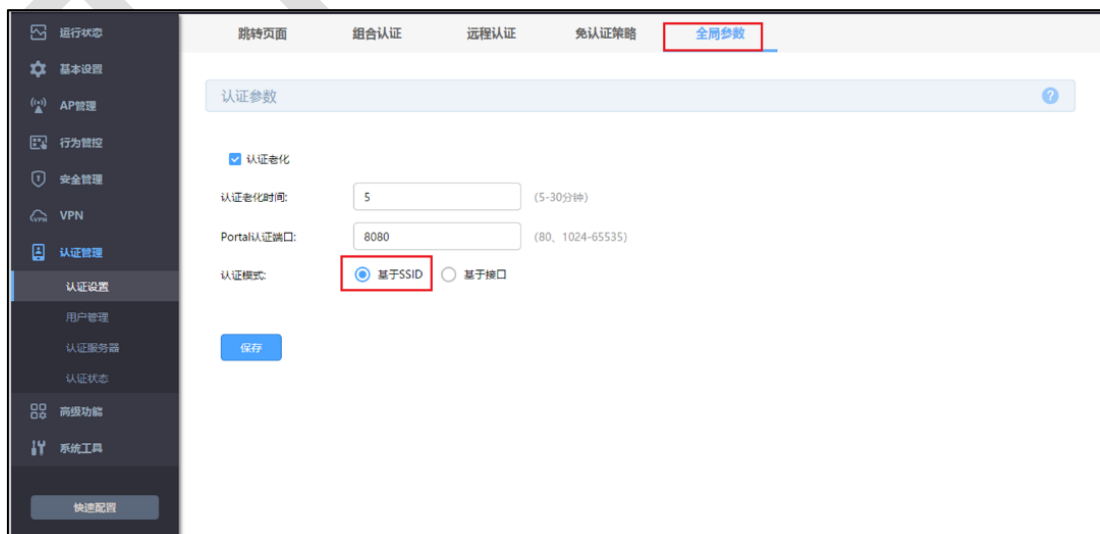 运行状态
基本设置
AP管理
行为管控
安全管理
VPN
认证管理
认证设置
用户管理
认证服务器
认证状态
高级功能
系统工具
快速配置
跳转页面 组合认证 远程认证 免认证策略 全局参数
认证参数 ?
认证老化
认证老化时间: 5 (5-30分钟)
Portal认证端口: 8080 (80、1024-65535)
认证模式: 基于SSID 基于接口
保存